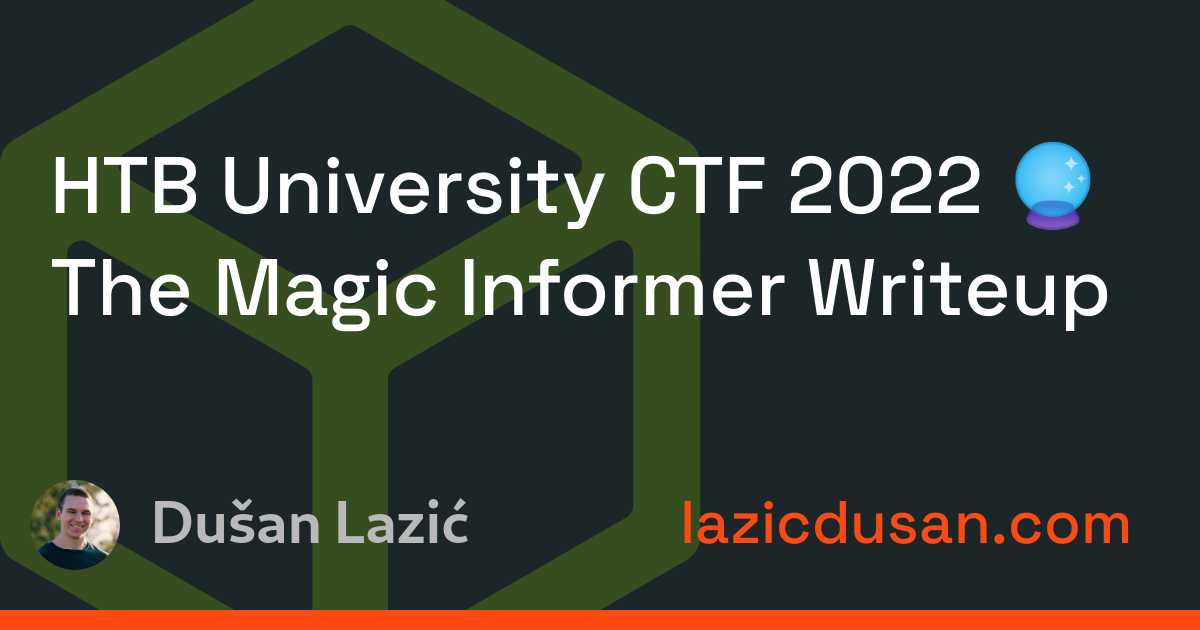 HTB University CTF 2022 🔮
The Magic Informer Writeup
Dušan Lazić
lazicdusan.com